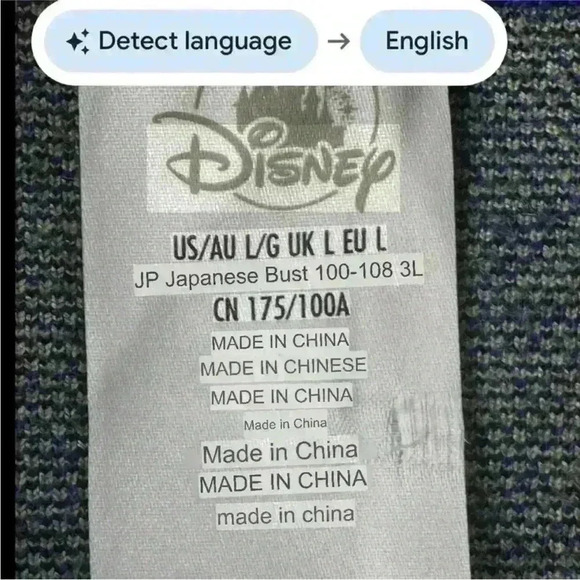 Detect language → English
Disney
US/AU L/G UK L EU L
JP Japanese Bust 100-108 3L
CN 175/100A
MADE IN CHINA
MADE IN CHINESE
MADE IN CHINA
Made in China
Made in China
MADE IN CHINA
made in china